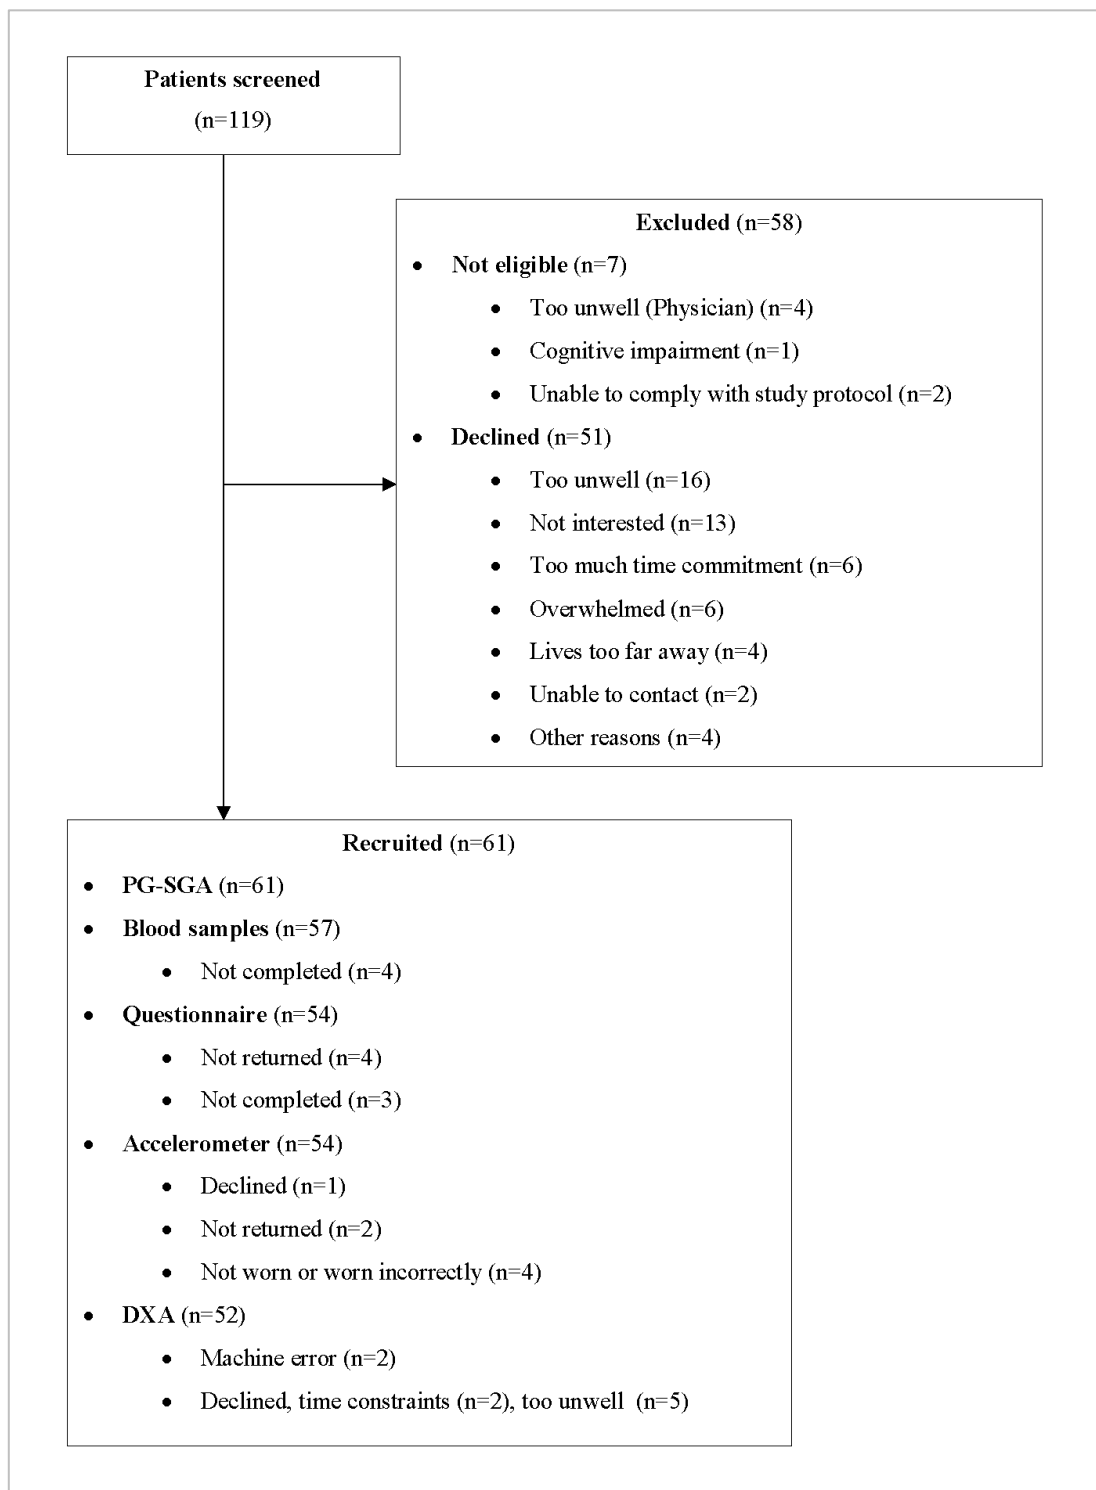 Patients screened
(n=119)
Excluded (n=58)
• Not eligible (n=7)
• Too unwell (Physician) (n=4)
• Cognitive impairment (n=1)
• Unable to comply with study protocol (n=2)
• Declined (n=51)
• Too unwell (n=16)
• Not interested (n=13)
• Too much time commitment (n=6)
• Overwhelmed (n=6)
• Lives too far away (n=4)
• Unable to contact (n=2)
• Other reasons (n=4)
Recruited (n=61)
• PG-SGA (n=61)
• Blood samples (n=57)
• Not completed (n=4)
• Questionnaire (n=54)
• Not returned (n=4)
• Not completed (n=3)
• Accelerometer (n=54)
• Declined (n=1)
• Not returned (n=2)
• Not worn or worn incorrectly (n=4)
• DXA (n=52)
• Machine error (n=2)
• Declined, time constraints (n=2), too unwell  (n=5)